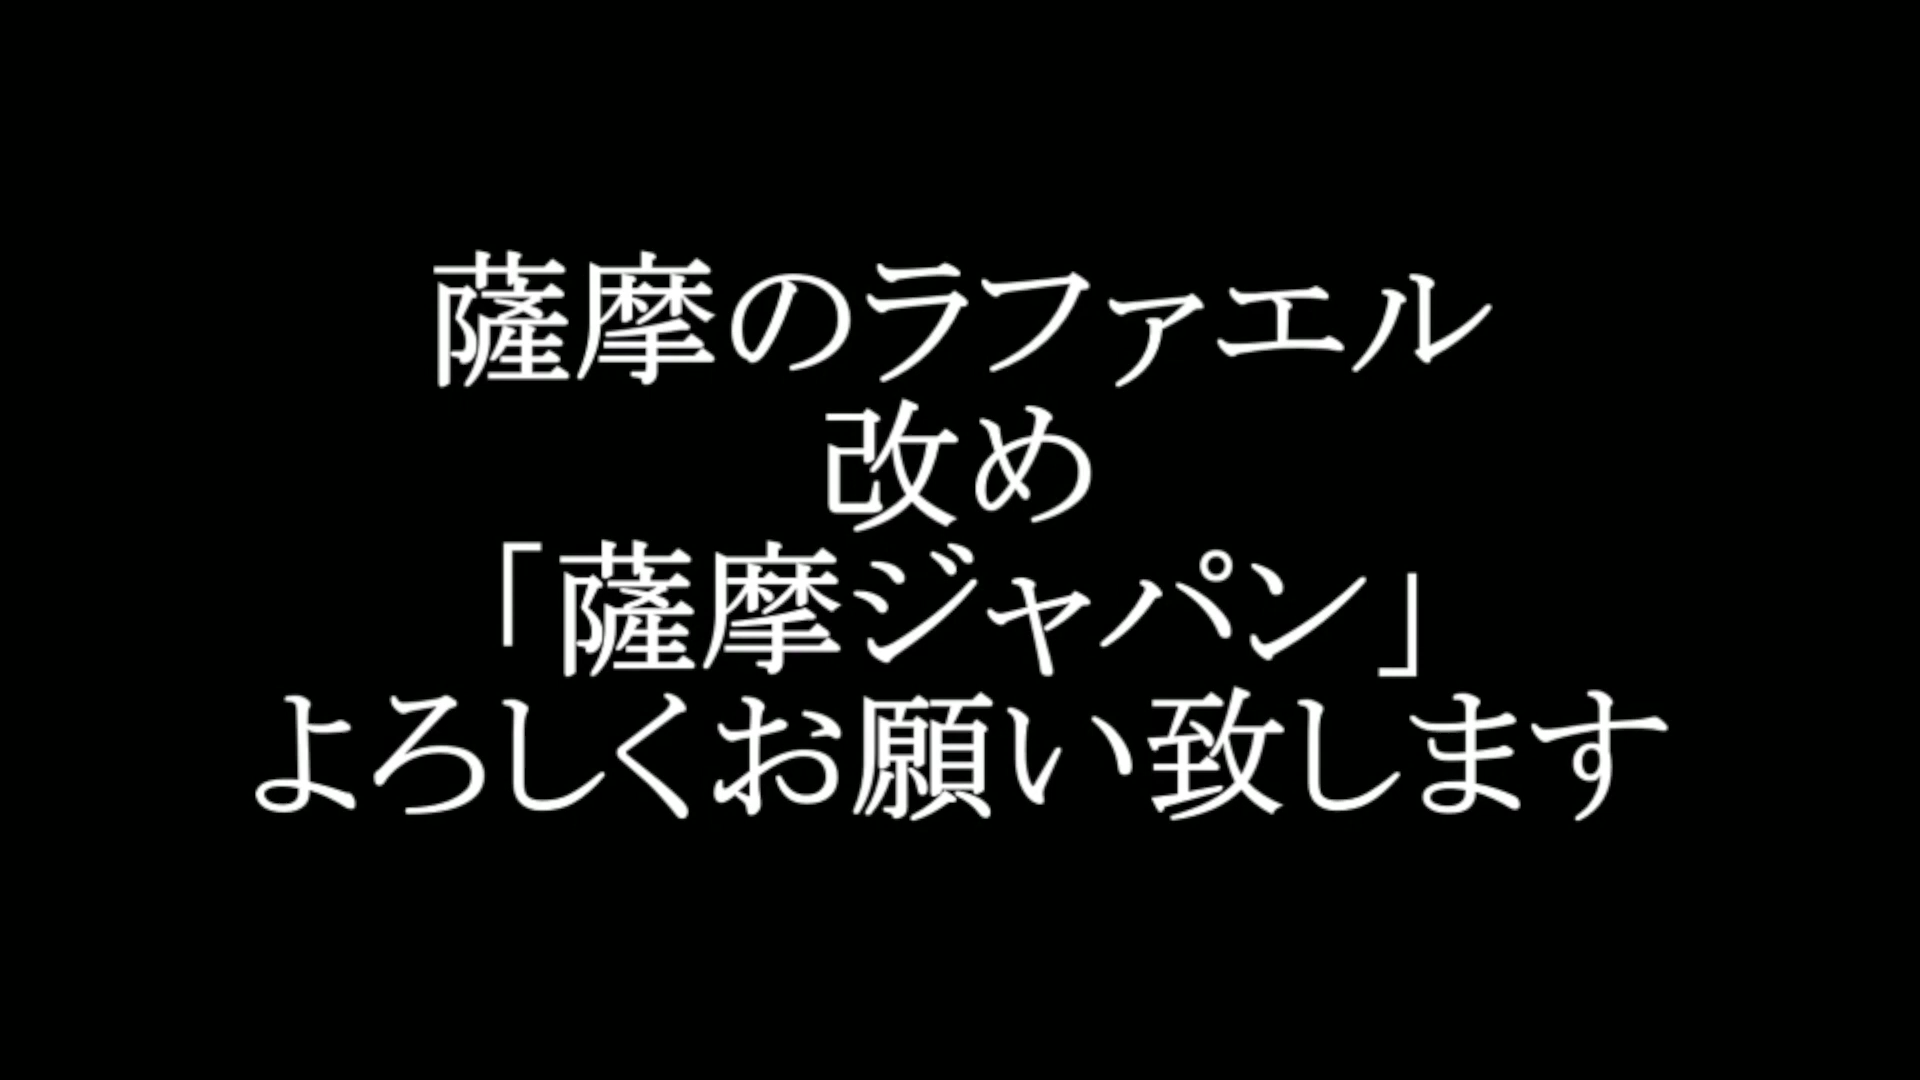 薩摩のラファエル
改め
「薩摩ジャパン」
よろしくお願い致します